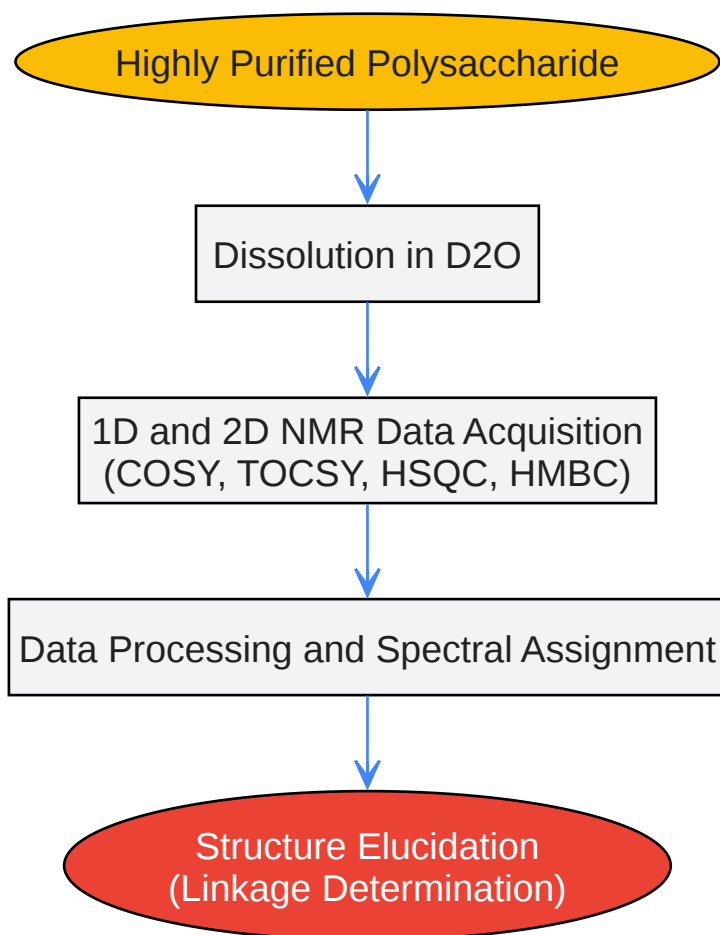 Highly Purified Polysaccharide
Dissolution in D2O
1D and 2D NMR Data Acquisition
(COSY, TOCSY, HSQC, HMBC)
Data Processing and Spectral Assignment
Structure Elucidation
(Linkage Determination)